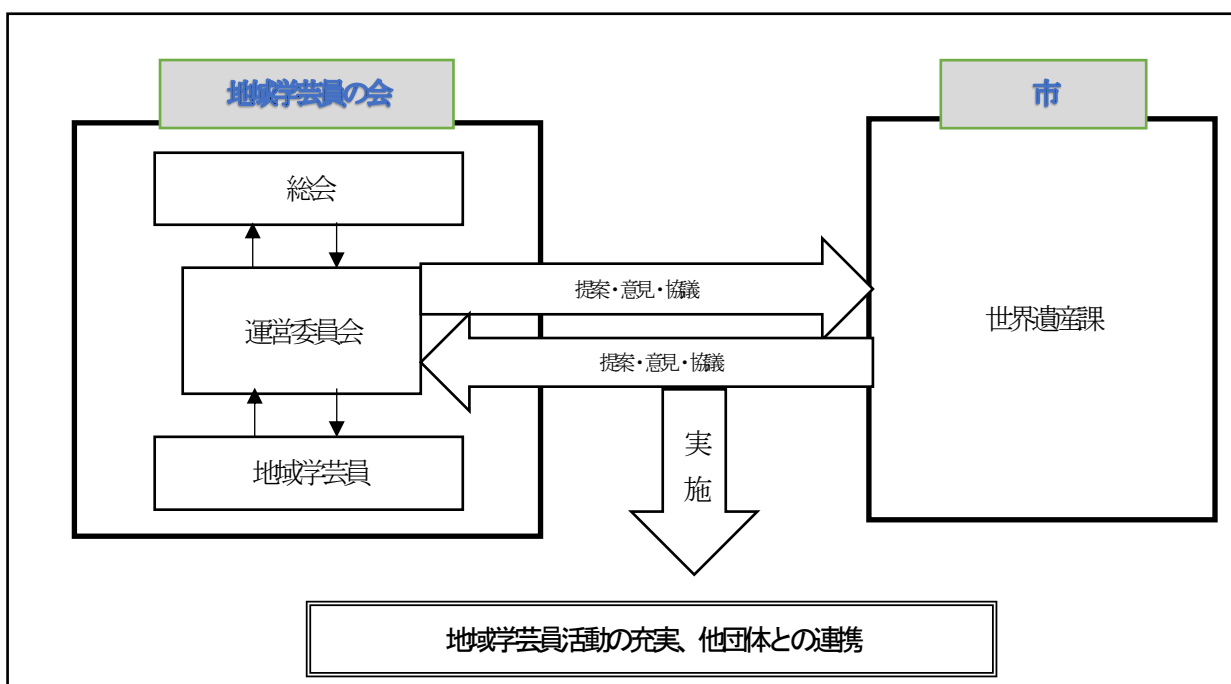 地域学芸員の会
市
総会
運営委員会
地域学芸員
提案・意見・協議
提案・意見・協議
世界遺産課
実施
地域学芸員活動の充実、他団体との連携